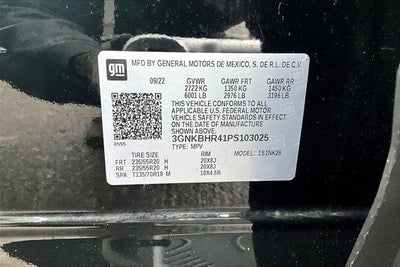 gm
MFD BY GENERAL MOTORS DE MEXICO, S. DE R.L. DE C.V.
09/22 GVWR GAWR FRT GAWR RR
2722 KG 1350 KG 1450 KG
6001 LB 2976 LB 3196 LB
THIS VEHICLE CONFORMS TO ALL APPLICABLE
U.S. FEDERAL MOTOR
VEHICLE SAFETY STANDARDS IN EFFECT
ON THE DATE OF MANUFACTURE SHOWN ABOVE.
3GNKBHR41PS103025
TYPE: MPV
MODEL: 1S1NK26
TIRE SIZE RIM
FRT 235/55R20 H 20X8J
RR 235/55R20 H 20X8J
SPA T135/70R18 M 18X4.5B